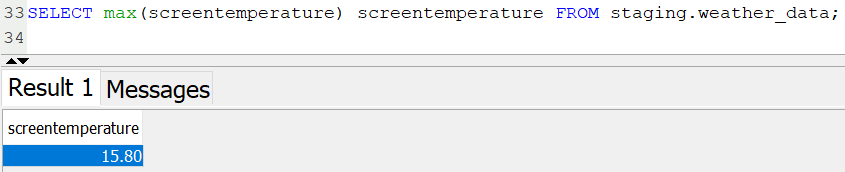 33 SELECT max(screentemperature) screentemperature FROM staging.weather_data;
34
Result 1 Messages
screentemperature
15.80